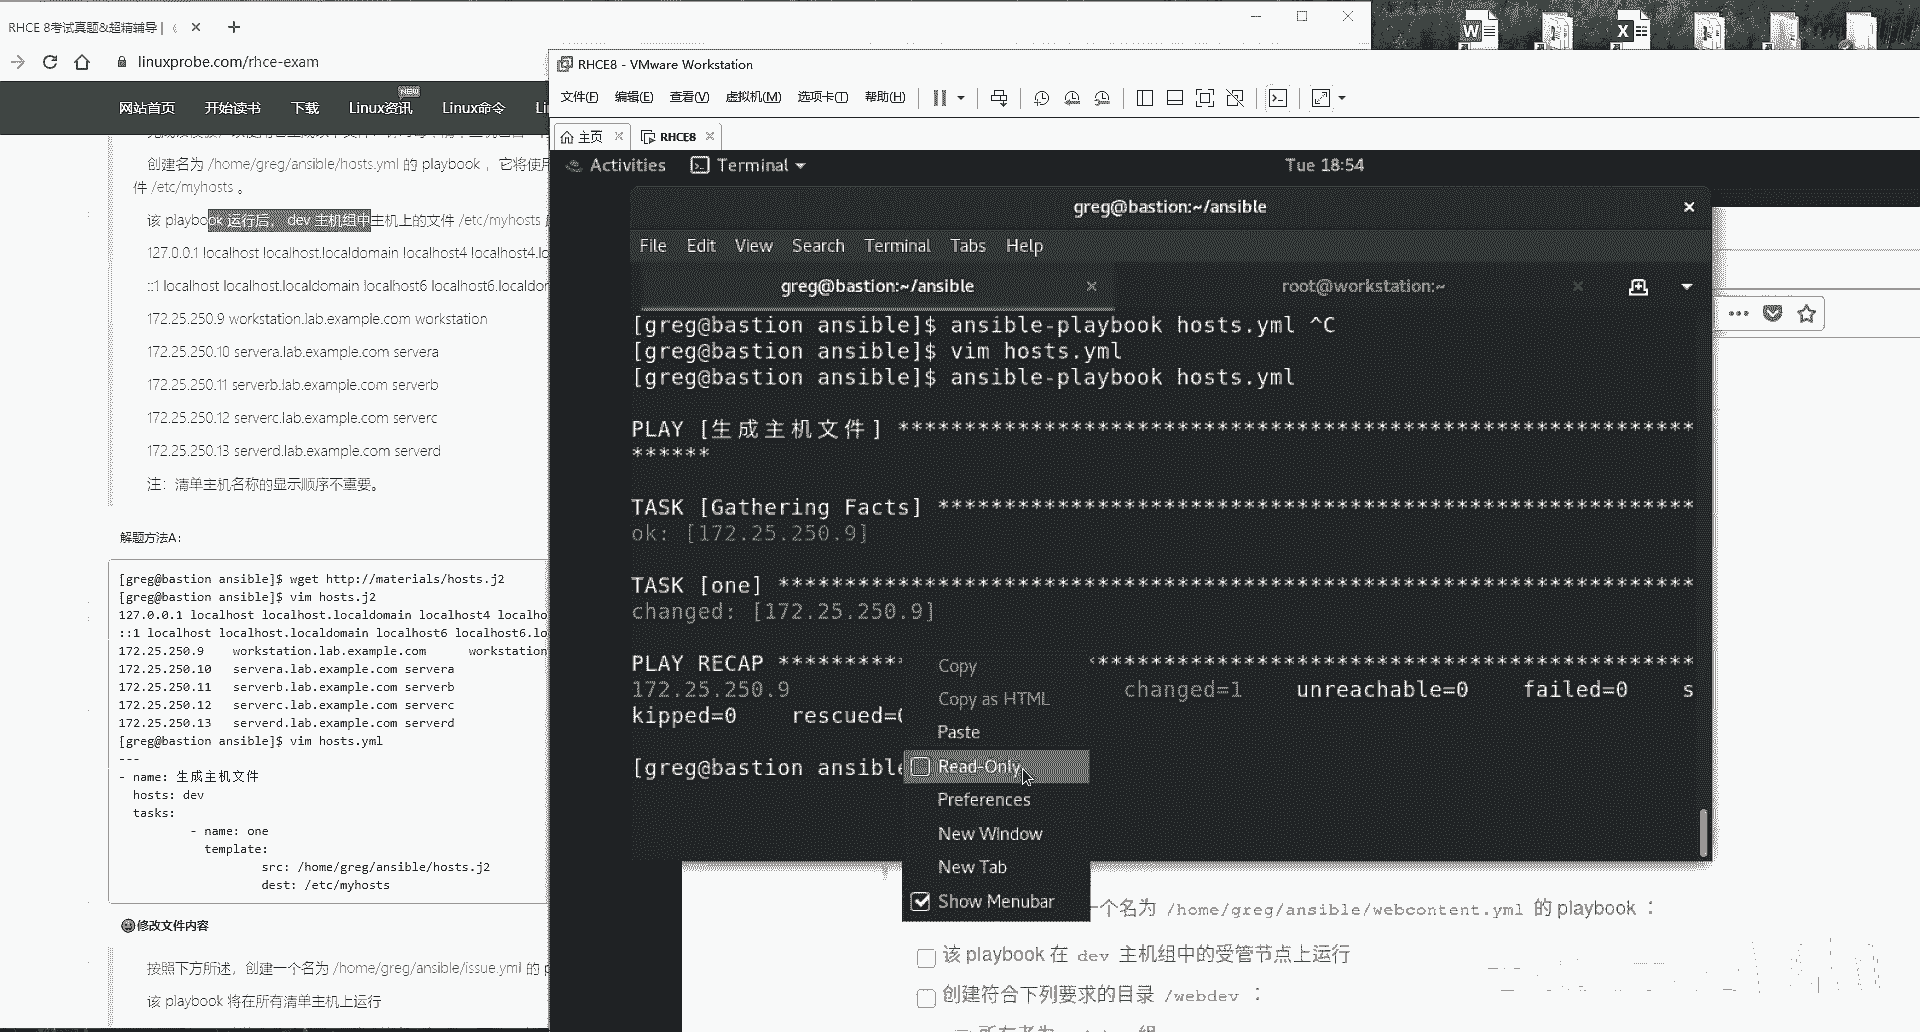 RHCE 8考试真题&超精辅导 |
linuxprobe.com/rhce-exam
网站首页 开始读书 下载 Linux资讯 NEW Linux命令
创建名为 /home/greg/ansible/hosts.yml 的 playbook ，它将使用
件 /etc/myhosts 。
该 playbook 运行后， dev 主机组中主机上的文件 /etc/myhosts
127.0.0.1 localhost localhost.localdomain localhost4 localhost4.lo
::1 localhost localhost.localdomain localhost6 localhost6.localdor
172.25.250.9 workstation.lab.example.com workstation
172.25.250.10 servera.lab.example.com servera
172.25.250.11 serverb.lab.example.com serverb
172.25.250.12 serverc.lab.example.com serverc
172.25.250.13 serverd.lab.example.com serverd
注：清单主机名称的显示顺序不重要。
解题方法A：
[greg@bastion ansible]$ wget http://materials/hosts.j2
[greg@bastion ansible]$ vim hosts.j2
127.0.0.1 localhost localhost.localdomain localhost4 localho
::1 localhost localhost.localdomain localhost6 localhost6.lo
172.25.250.9 workstation.lab.example.com workstation
172.25.250.10 servera.lab.example.com servera
172.25.250.11 serverb.lab.example.com serverb
172.25.250.12 serverc.lab.example.com serverc
172.25.250.13 serverd.lab.example.com serverd
[greg@bastion ansible]$ vim hosts.yml
---
- name: 生成主机文件
hosts: dev
tasks:
- name: one
template:
src: /home/greg/ansible/hosts.j2
dest: /etc/myhosts
修改文件内容
按照下方所述，创建一个名为 /home/greg/ansible/issue.yml 的 p
该 playbook 将在所有清单主机上运行
RHCE8 - VMware Workstation
文件(F) 编辑(E) 查看(V) 虚拟机(M) 选项卡(T) 帮助(H)
主页 RHCE8
Activities Terminal Tue 18:54
greg@bastion:~/ansible
File Edit View Search Terminal Tabs Help
greg@bastion:~/ansible root@workstation:~
[greg@bastion ansible]$ ansible-playbook hosts.yml ^C
[greg@bastion ansible]$ vim hosts.yml
[greg@bastion ansible]$ ansible-playbook hosts.yml
PLAY [生成主机文件] ************************************************************
******
TASK [Gathering Facts] *********************************************************
ok: [172.25.250.9]
TASK [one] *********************************************************************
changed: [172.25.250.9]
PLAY RECAP ********** **********************************************
172.25.250.9 changed=1 unreachable=0 failed=0 s
kipped=0 rescued=0
[greg@bastion ansible
Copy
Copy as HTML
Paste
Read-Only
Preferences
New Window
New Tab
Show Menubar
一个名为 /home/greg/ansible/webcontent.yml 的 playbook ：
该 playbook 在 dev 主机组中的受管节点上运行
创建符合下列要求的目录 /webdev ：